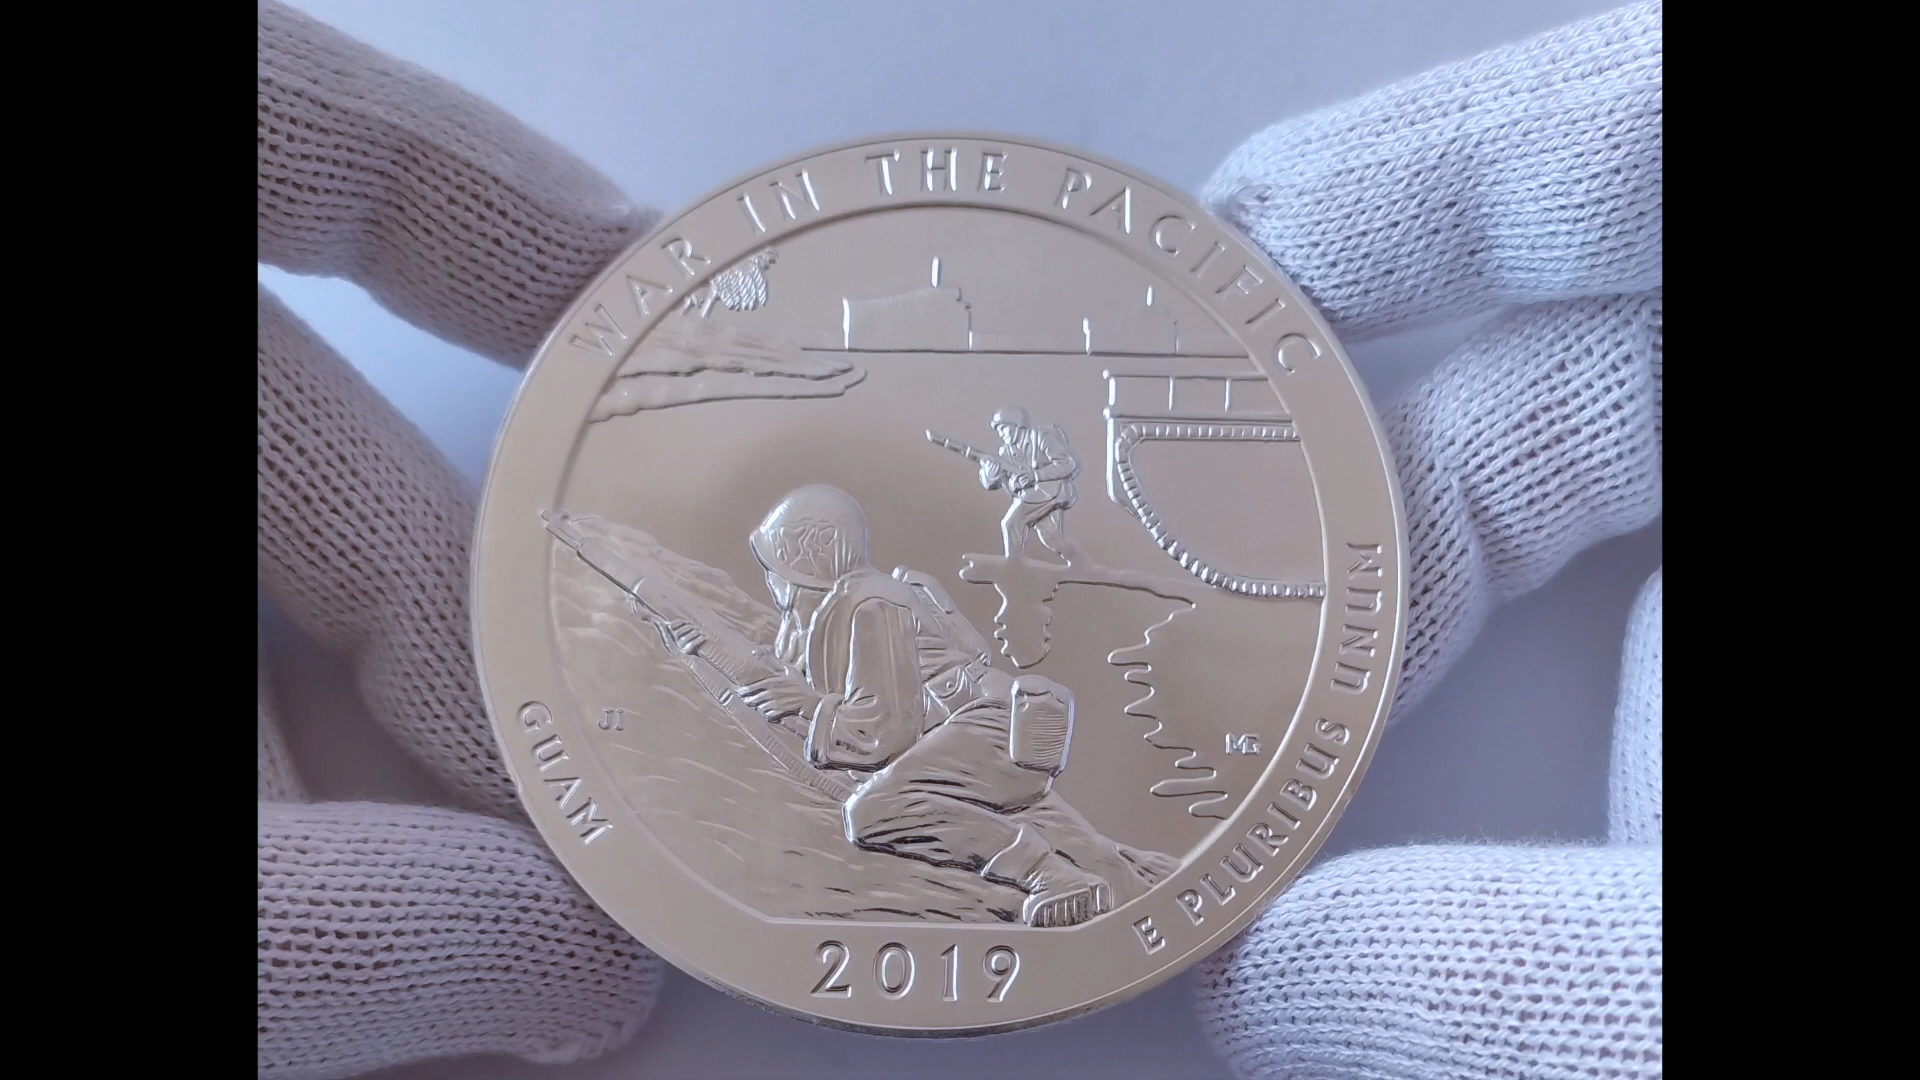 WAR IN THE PACIFIC
GUAM
JI
MG
E PLURIBUS UNUM
2019